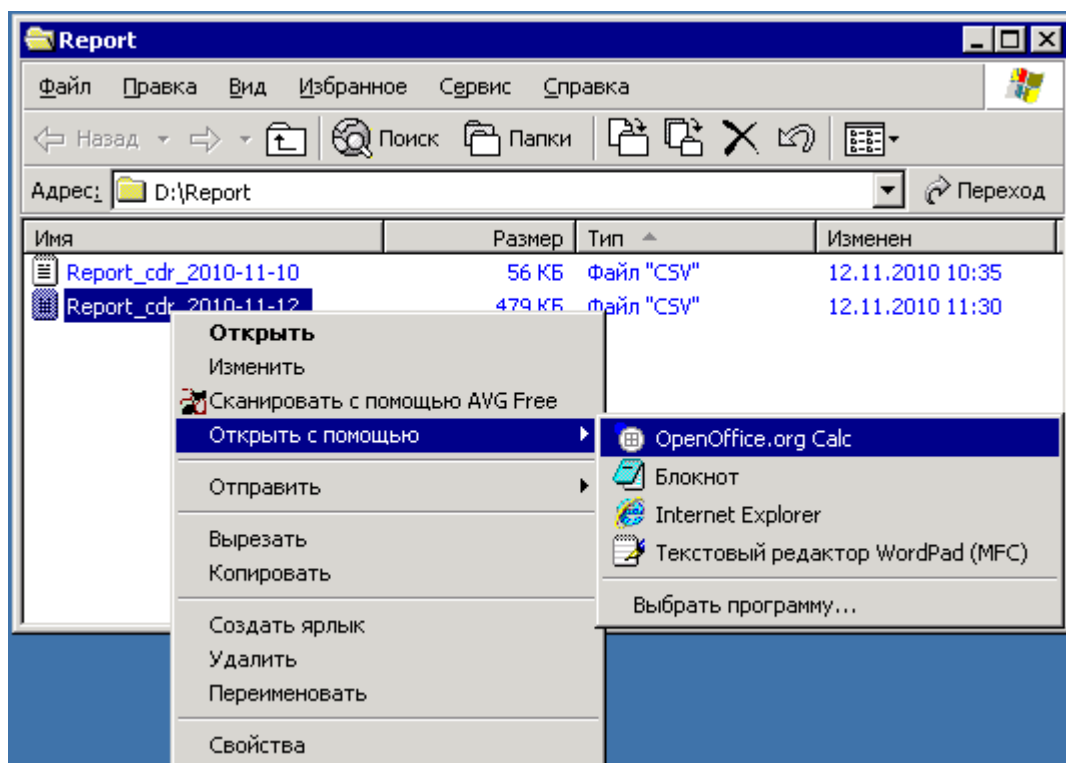 Report
Файл Правка Вид Избранное Сервис Справка
Назад Поиск Папки
Адрес: D:\Report Переход
Имя Размер Тип Изменен
Report_cdr_2010-11-10 56 КБ Файл "CSV" 12.11.2010 10:35
Report_cdr_2010-11-12 479 КБ Файл "CSV" 12.11.2010 11:30
Открыть
Изменить
Сканировать с помощью AVG Free
Открыть с помощью
OpenOffice.org Calc
Блокнот
Internet Explorer
Текстовый редактор WordPad (MFC)
Выбрать программу...
Отправить
Вырезать
Копировать
Создать ярлык
Удалить
Переименовать
Свойства